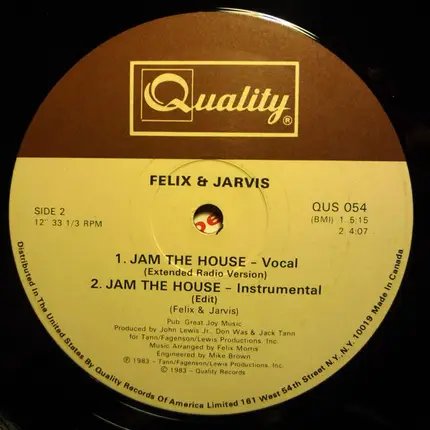 Quality®
FELIX & JARVIS
SIDE 2
12" 33 1/3 RPM
QUS 054
(BMI) 1. 5:15
2. 4:07
1. JAM THE HOUSE – Vocal
(Extended Radio Version)
2. JAM THE HOUSE – Instrumental
(Edit)
(Felix & Jarvis)
Pub: Great Joy Music
Produced by John Lewis Jr. Don Was & Jack Tann
for Tann/Fagenson/Lewis Productions, Inc.
Music Arranged by Felix Morris
Engineered by Mike Brown
℗ 1983 – Tann/Fagenson/Lewis Productions. Inc.
© 1983 – Quality Records
Distributed in The United States By Quality Records Of America Limited 161 West 54th Street N.Y., N.Y. 10019 Made in Canada